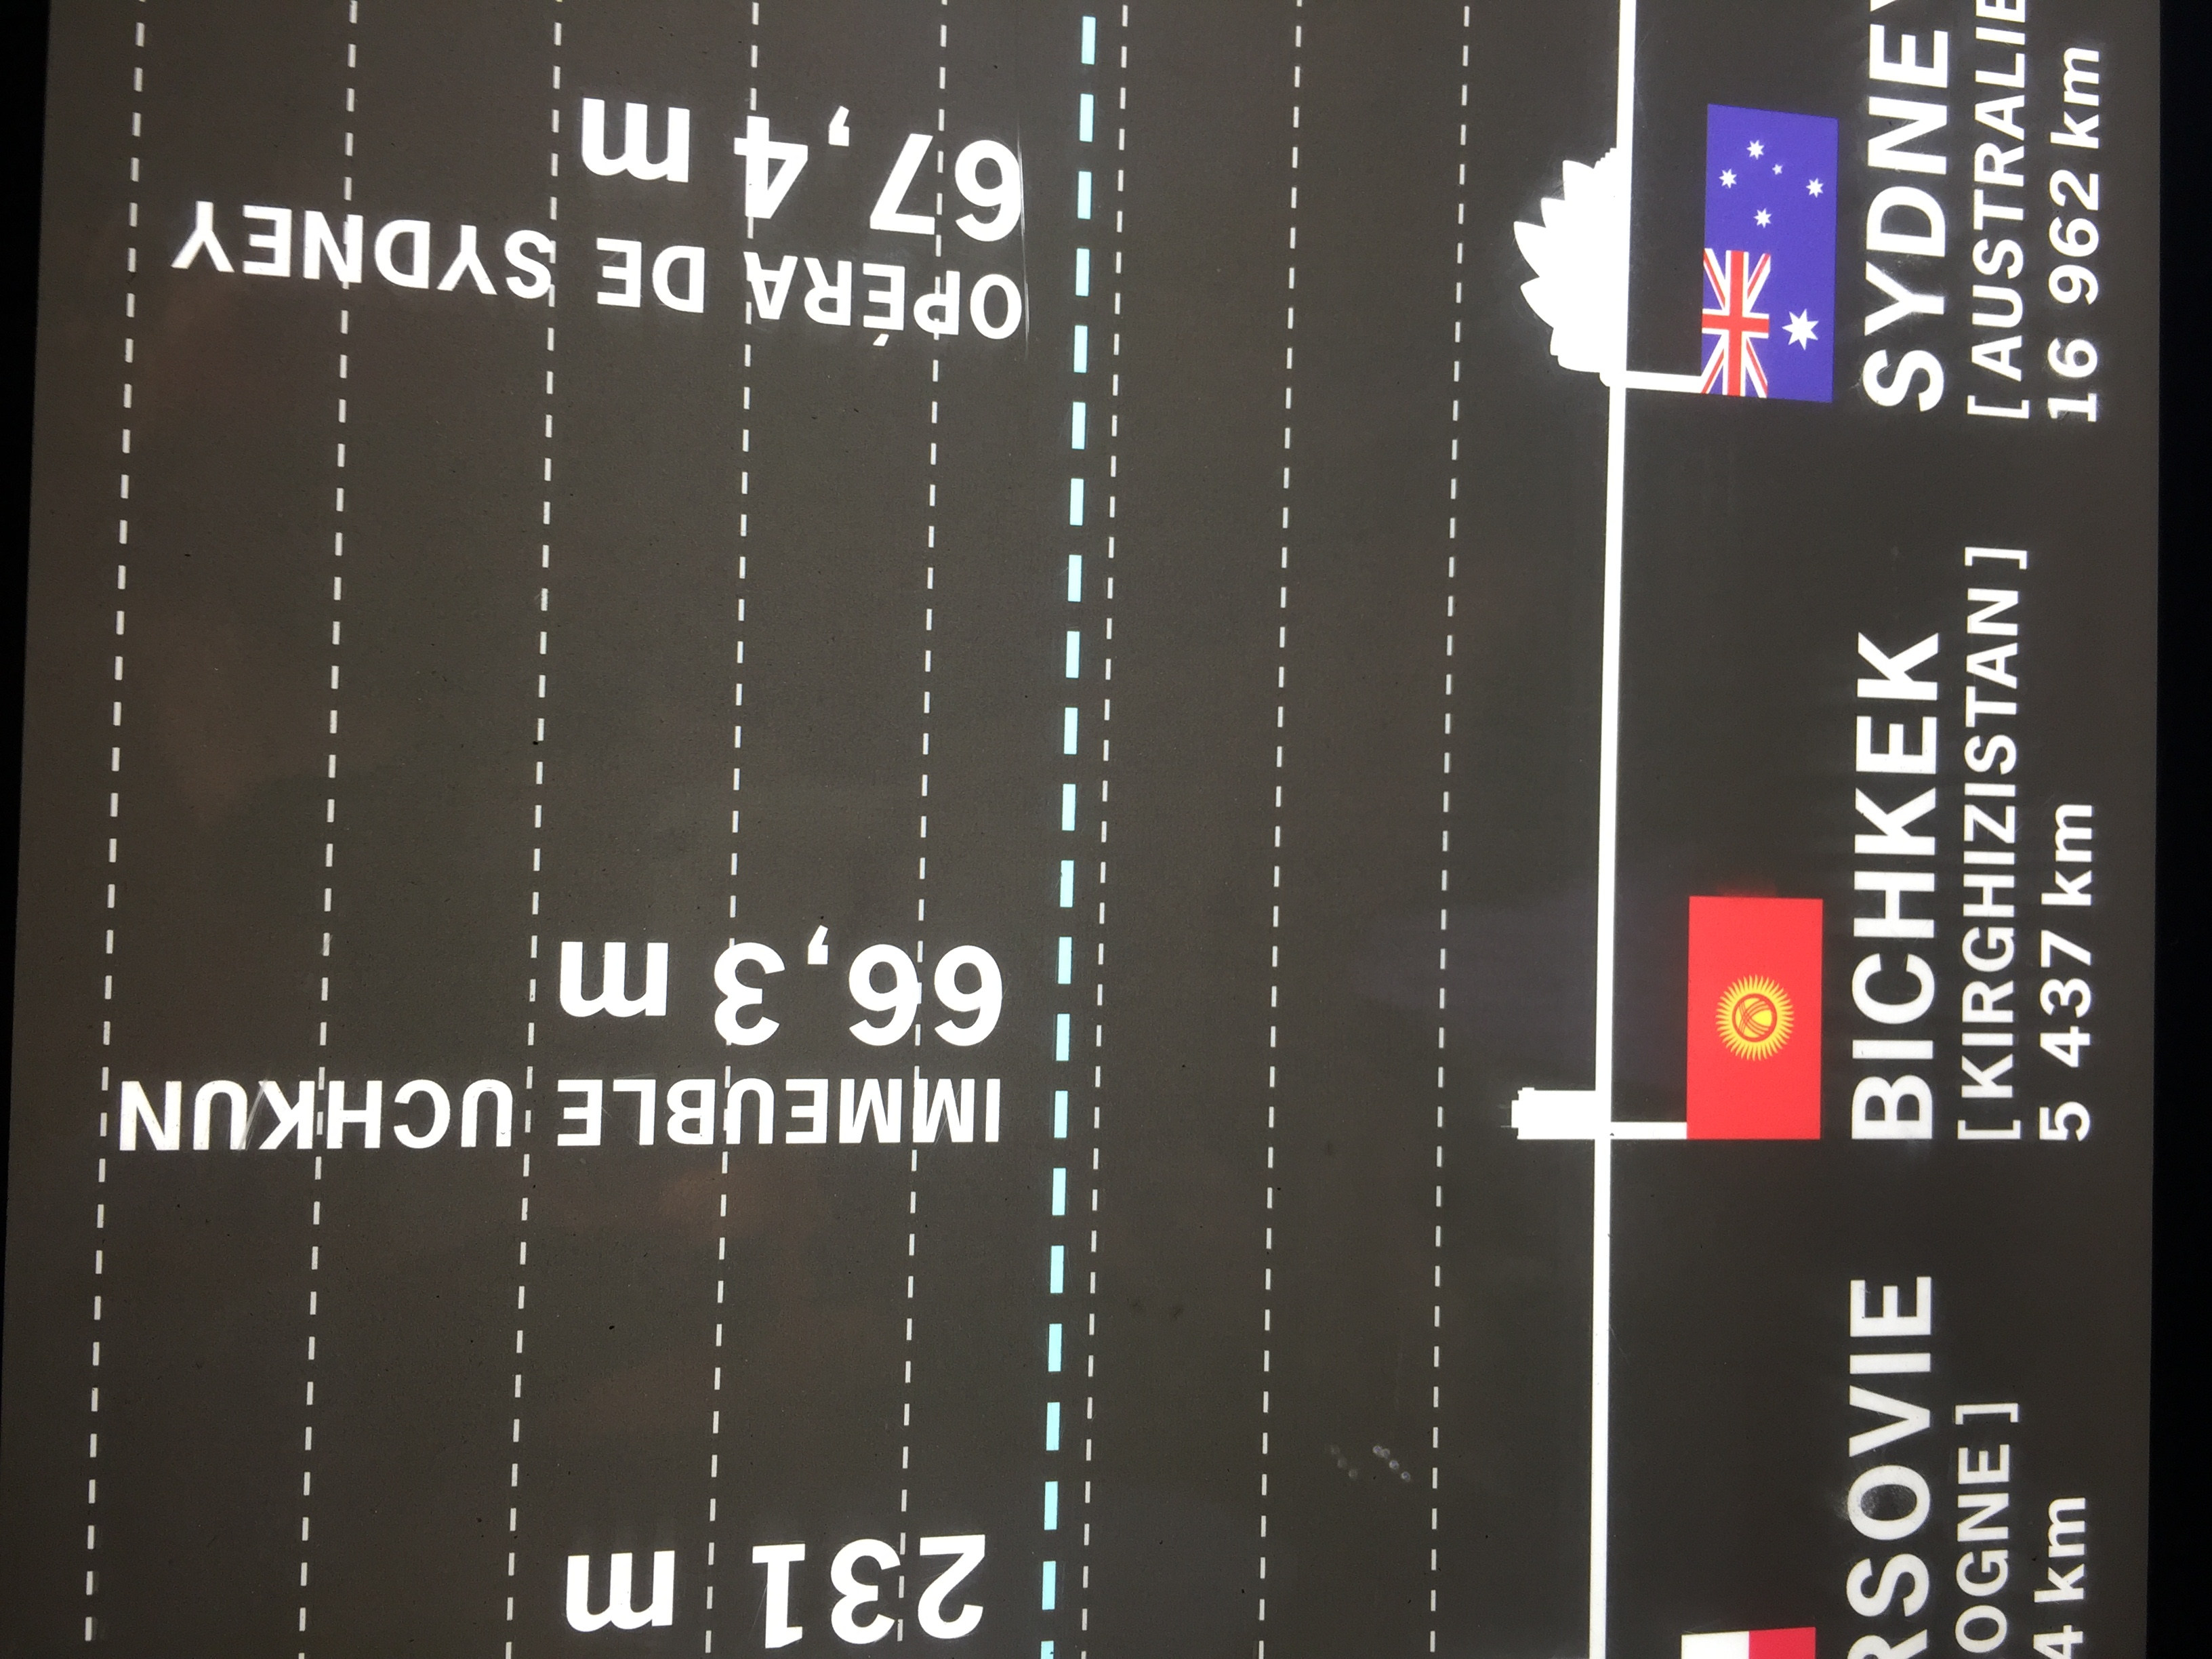 231 m
IMMEUBLE UCHKUN
66,3 m
OPÉRA DE SYDNEY
67,4 m
RSOVIE
OGNE ]
4 km
BICHKEK
[ KIRGHIZISTAN ]
5 437 km
SYDNEY
[ AUSTRALIE
16 962 km